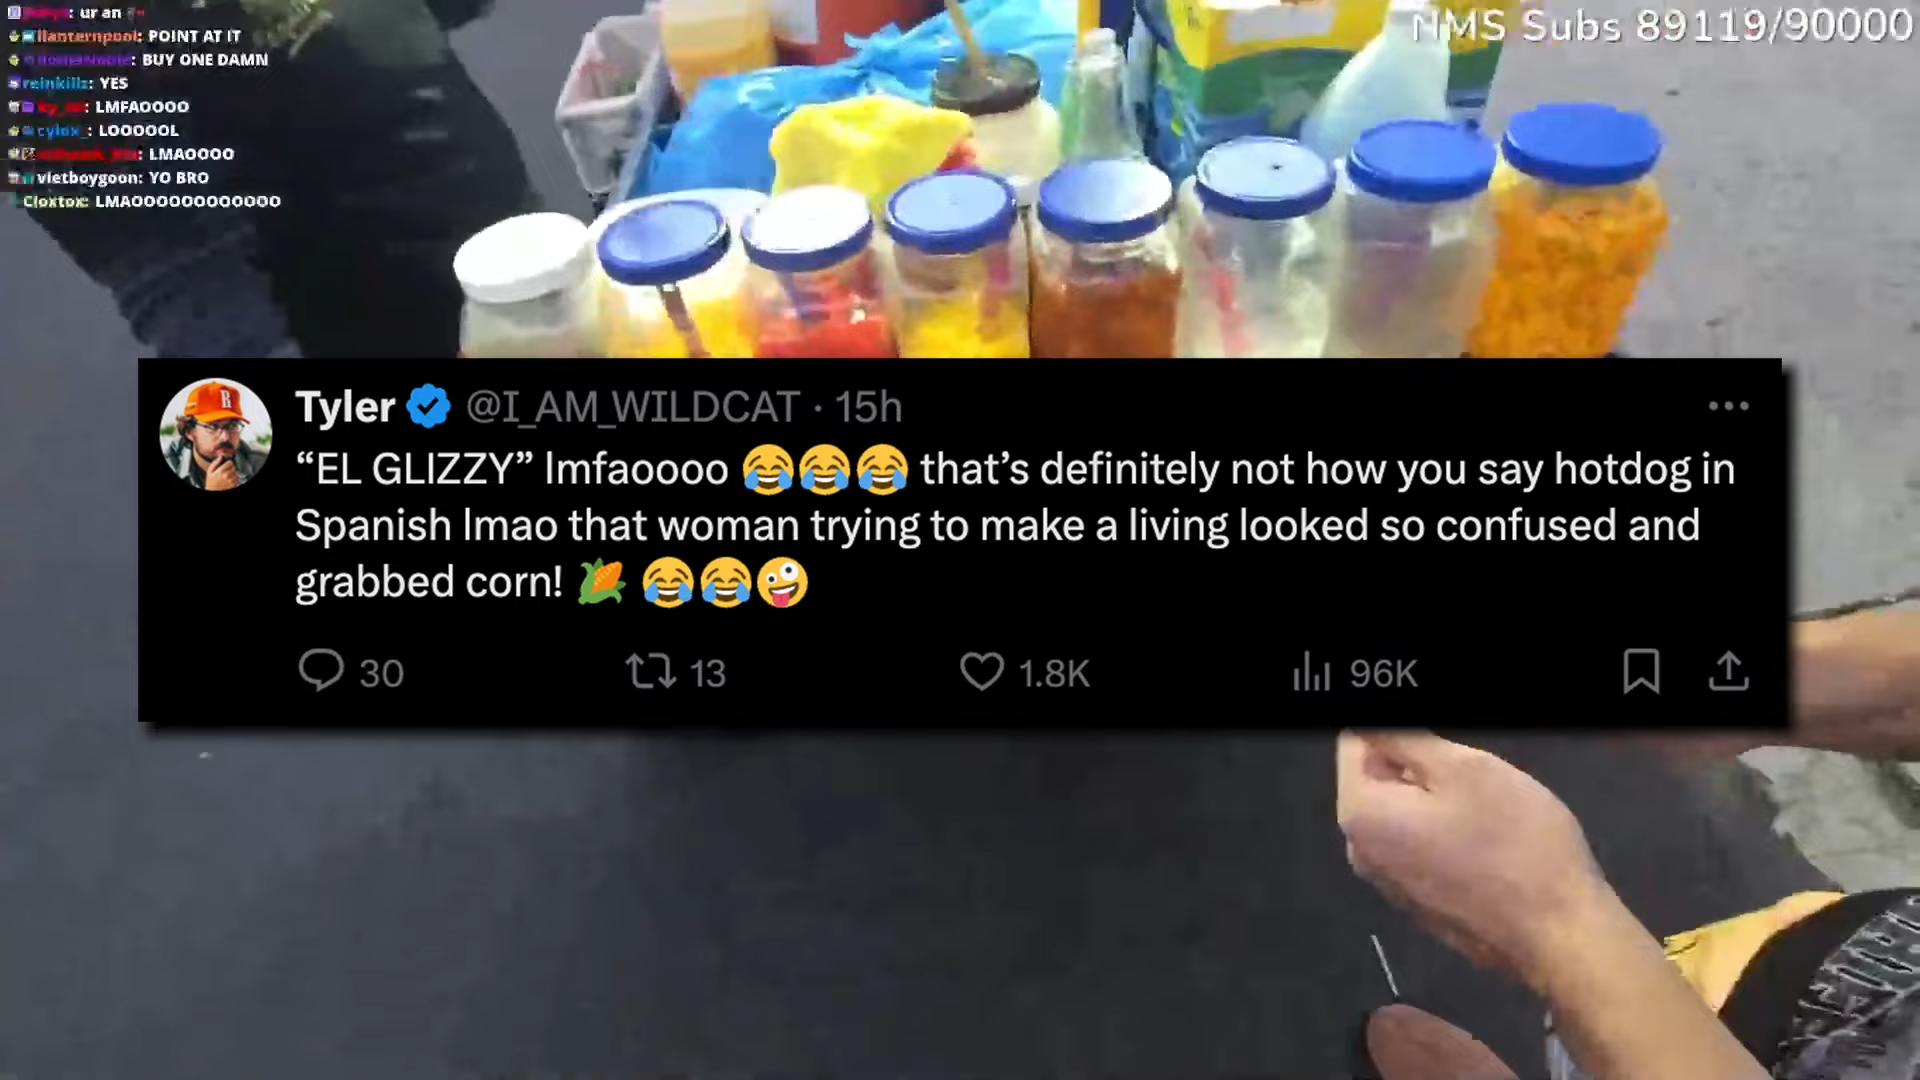 ur an
llanternpool: POINT AT IT
BUY ONE DAMN
reinkillz: YES
LMFAOOOO
cylox_: LOOOOOL
LMAOOOO
vietboygoon: YO BRO
Cloxtox: LMAOOOOOOOOOOOO
NMS Subs 89119/90000
Tyler @I_AM_WILDCAT · 15h
“EL GLIZZY” lmfaoooo 😂😂😂 that’s definitely not how you say hotdog in
Spanish lmao that woman trying to make a living looked so confused and
grabbed corn! 🌽 😂😂🤪
30 13 1.8K 96K